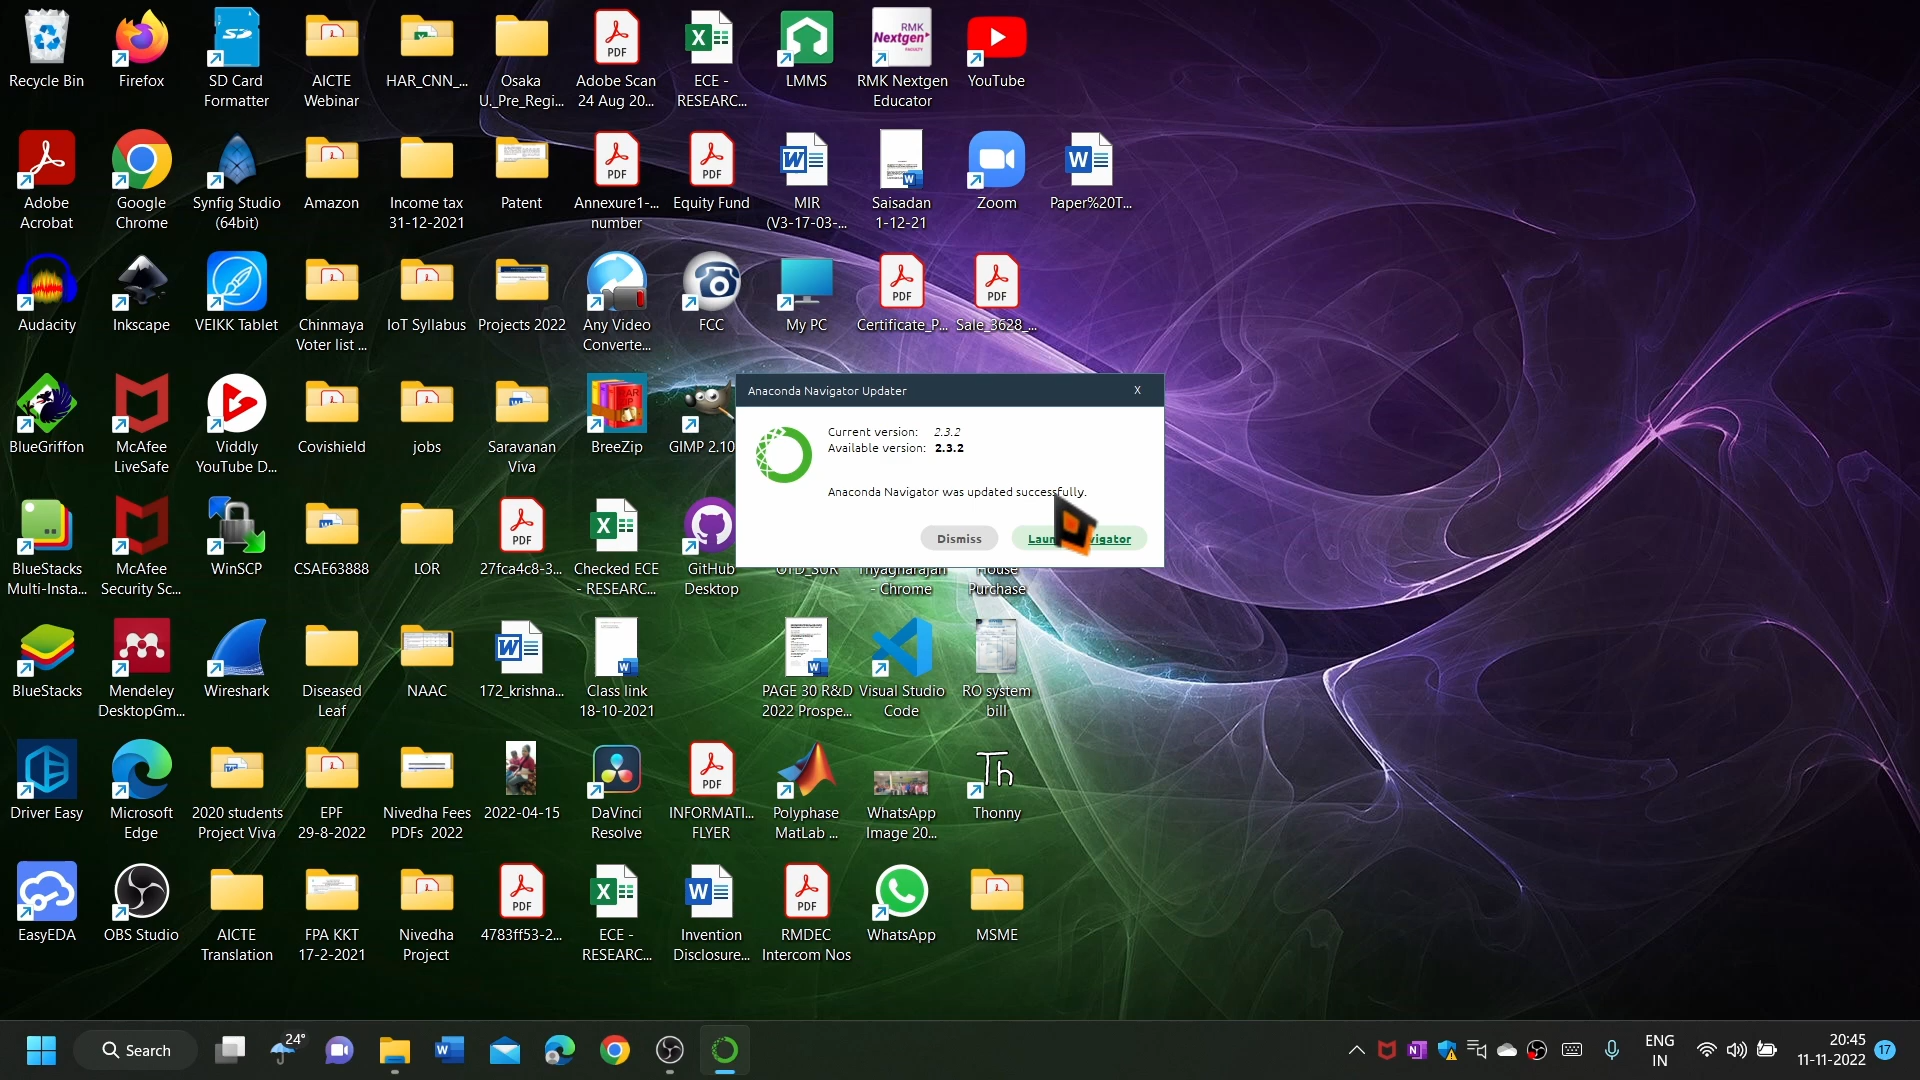 Recycle Bin
Firefox
SD Card
Formatter
AICTE
Webinar
HAR_CNN_...
Osaka
U._Pre_Regi...
Adobe Scan
24 Aug 20...
ECE -
RESEARC...
LMMS
RMK Nextgen
Educator
YouTube
Adobe
Acrobat
Google
Chrome
Synfig Studio
(64bit)
Amazon
Income tax
31-12-2021
Patent
Annexure1-...
number
Equity Fund
MIR
(V3-17-03-...
Saisadan
1-12-21
Zoom
Paper%20T...
Audacity
Inkscape
VEIKK Tablet
Chinmaya
Voter list ...
IoT Syllabus
Projects 2022
Any Video
Converte...
FCC
My PC
Certificate_P...
Sale_3628_...
BlueGriffon
McAfee
LiveSafe
Viddly
YouTube D...
Covishield
jobs
Saravanan
Viva
BreeZip
GIMP 2.10
Anaconda Navigator Updater
X
Current version: 2.3.2
Available version: 2.3.2
Anaconda Navigator was updated successfully.
Dismiss
BlueStacks
Multi-Insta...
McAfee
Security Sc...
WinSCP
CSAE63888
LOR
27fca4c8-3...
Checked ECE
- RESEARC...
GitHub
Desktop
- Chrome
House
Purchase
BlueStacks
Mendeley
DesktopGm...
Wireshark
Diseased
Leaf
NAAC
172_krishna...
Class link
18-10-2021
PAGE 30 R&D
2022 Prospe...
Visual Studio
Code
RO system
bill
Driver Easy
Microsoft
Edge
2020 students
Project Viva
EPF
29-8-2022
Nivedha Fees
PDFs 2022
2022-04-15
DaVinci
Resolve
INFORMATI...
FLYER
Polyphase
MatLab ...
WhatsApp
Image 20...
Thonny
EasyEDA
OBS Studio
AICTE
Translation
FPA KKT
17-2-2021
Nivedha
Project
4783ff53-2...
ECE -
RESEARC...
Invention
Disclosure...
RMDEC
Intercom Nos
WhatsApp
MSME
Search
24°
ENG
IN
20:45
11-11-2022
17